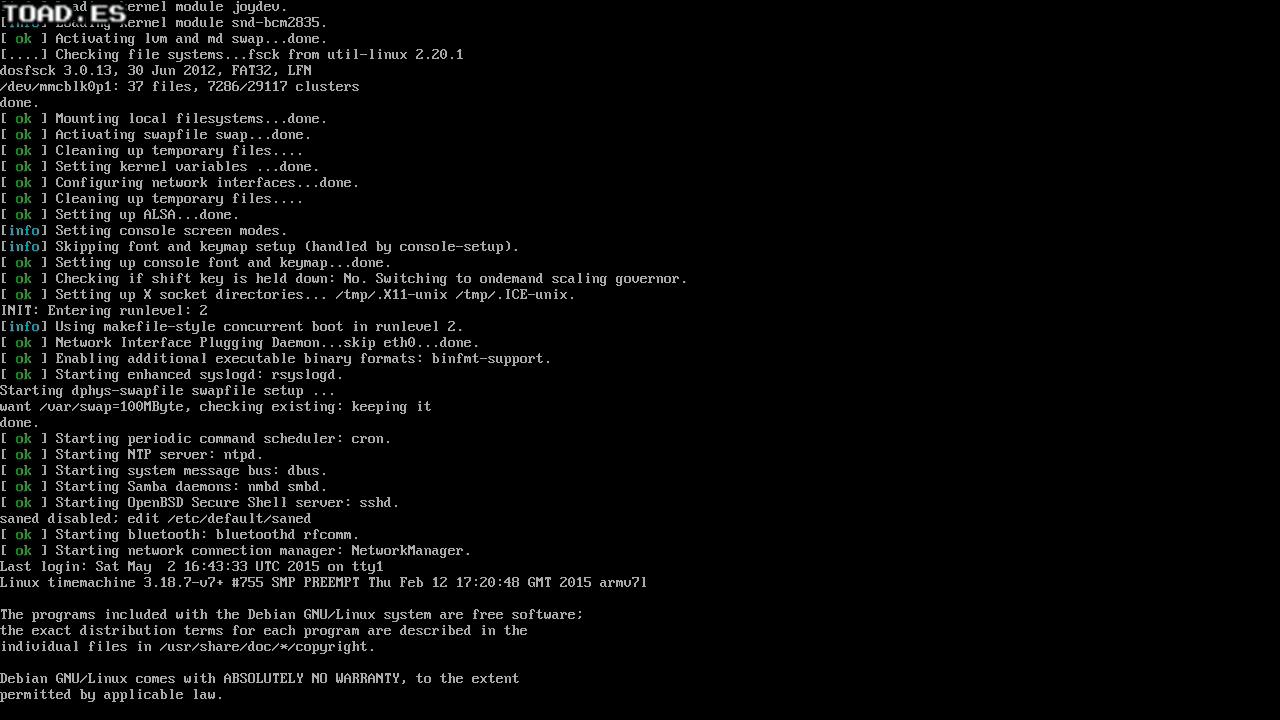 TOAD.ES
kernel module joydev.
[info] Loading kernel module snd-bcm2835.
[ ok ] Activating lvm and md swap...done.
[....] Checking file systems...fsck from util-linux 2.20.1
dosfsck 3.0.13, 30 Jun 2012, FAT32, LFN
/dev/mmcblk0p1: 37 files, 7286/29117 clusters
done.
[ ok ] Mounting local filesystems...done.
[ ok ] Activating swapfile swap...done.
[ ok ] Cleaning up temporary files....
[ ok ] Setting kernel variables ...done.
[ ok ] Configuring network interfaces...done.
[ ok ] Cleaning up temporary files....
[ ok ] Setting up ALSA...done.
[info] Setting console screen modes.
[info] Skipping font and keymap setup (handled by console-setup).
[ ok ] Setting up console font and keymap...done.
[ ok ] Checking if shift key is held down: No. Switching to ondemand scaling governor.
[ ok ] Setting up X socket directories... /tmp/.X11-unix /tmp/.ICE-unix.
INIT: Entering runlevel: 2
[info] Using makefile-style concurrent boot in runlevel 2.
[ ok ] Network Interface Plugging Daemon...skip eth0...done.
[ ok ] Enabling additional executable binary formats: binfmt-support.
[ ok ] Starting enhanced syslogd: rsyslogd.
Starting dphys-swapfile swapfile setup ...
want /var/swap=100MByte, checking existing: keeping it
done.
[ ok ] Starting periodic command scheduler: cron.
[ ok ] Starting NTP server: ntpd.
[ ok ] Starting system message bus: dbus.
[ ok ] Starting Samba daemons: nmbd smbd.
[ ok ] Starting OpenBSD Secure Shell server: sshd.
saned disabled; edit /etc/default/saned
[ ok ] Starting bluetooth: bluetoothd rfcomm.
[ ok ] Starting network connection manager: NetworkManager.
Last login: Sat May  2 16:43:33 UTC 2015 on tty1
Linux timemachine 3.18.7-v7+ #755 SMP PREEMPT Thu Feb 12 17:20:48 GMT 2015 armv7l
The programs included with the Debian GNU/Linux system are free software;
the exact distribution terms for each program are described in the
individual files in /usr/share/doc/*/copyright.
Debian GNU/Linux comes with ABSOLUTELY NO WARRANTY, to the extent
permitted by applicable law.